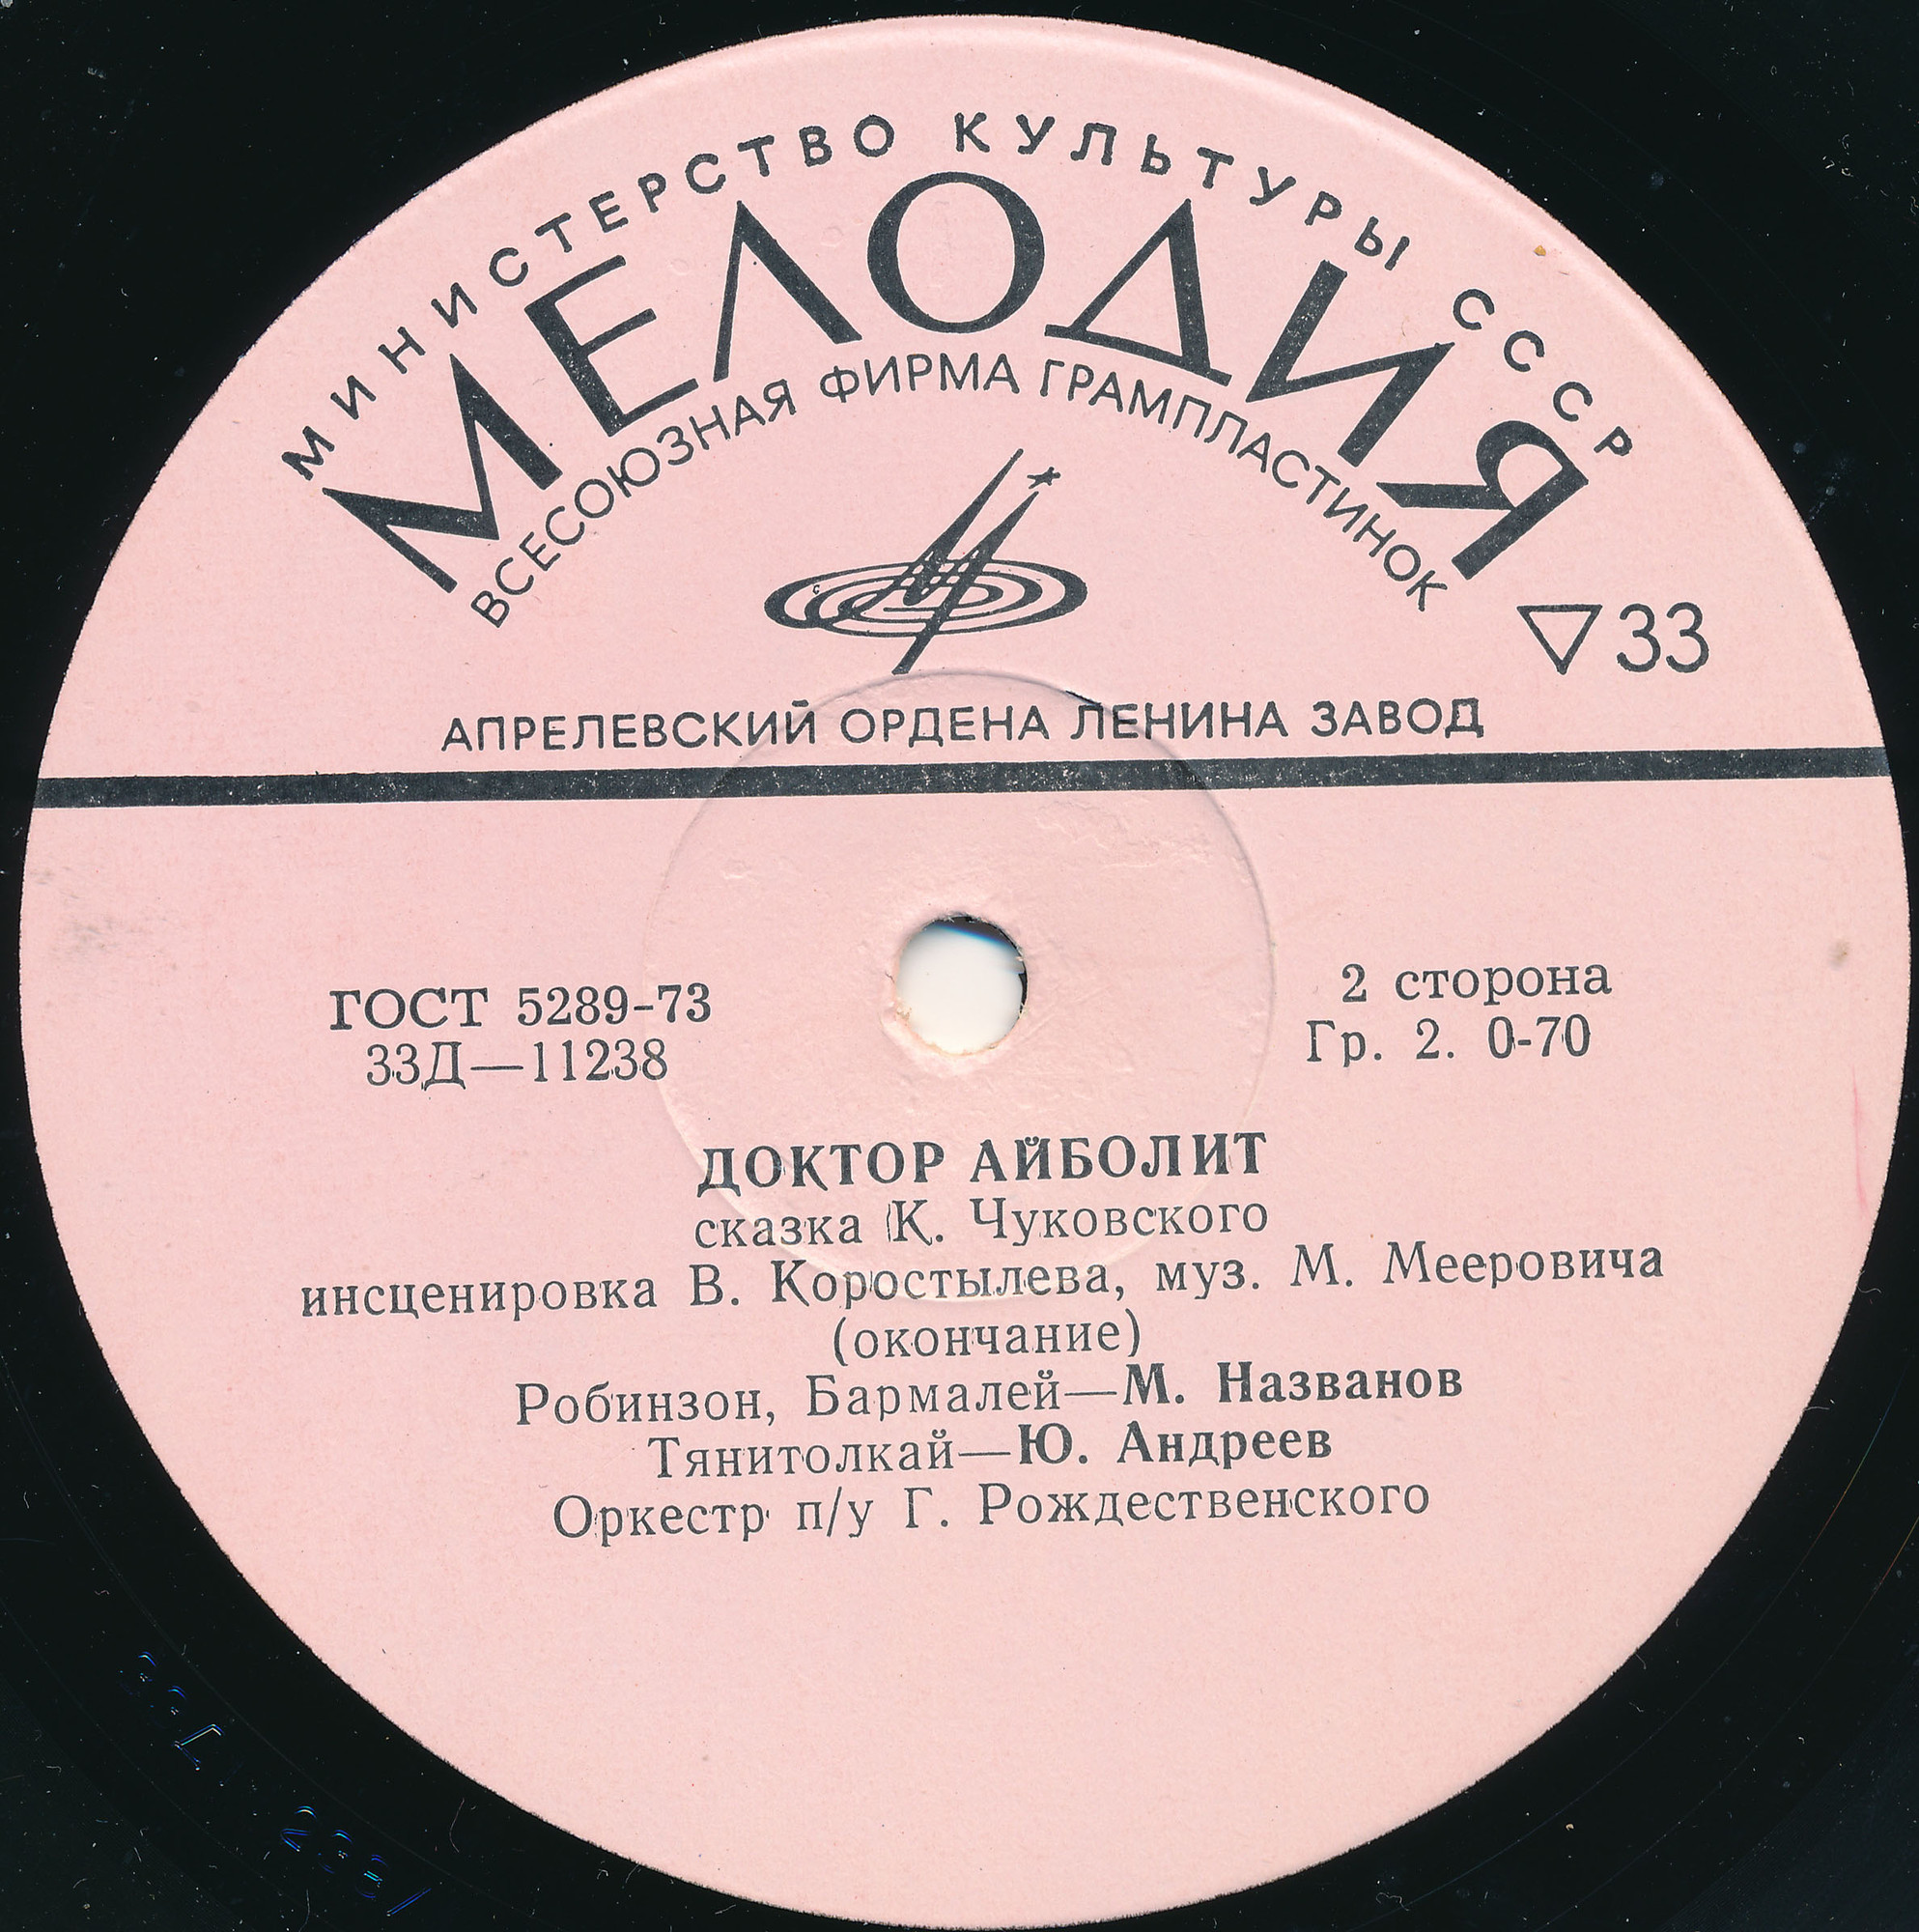 МИНИСТЕРСТВО КУЛЬТУРЫ СССР
МЕЛОДИЯ
ВСЕСОЮЗНАЯ ФИРМА ГРАМПЛАСТИНОК
33
АПРЕЛЕВСКИЙ ОРДЕНА ЛЕНИНА ЗАВОД
ГОСТ 5289-73
33Д—11238
2 сторона
Гр. 2. 0-70
ДОКТОР АЙБОЛИТ
сказка К. Чуковского
инсценировка В. Коростылева, муз. М. Мееровича
(окончание)
Робинзон, Бармалей—М. Названов
Тянитолкай—Ю. Андреев
Оркестр п/у Г. Рождественского